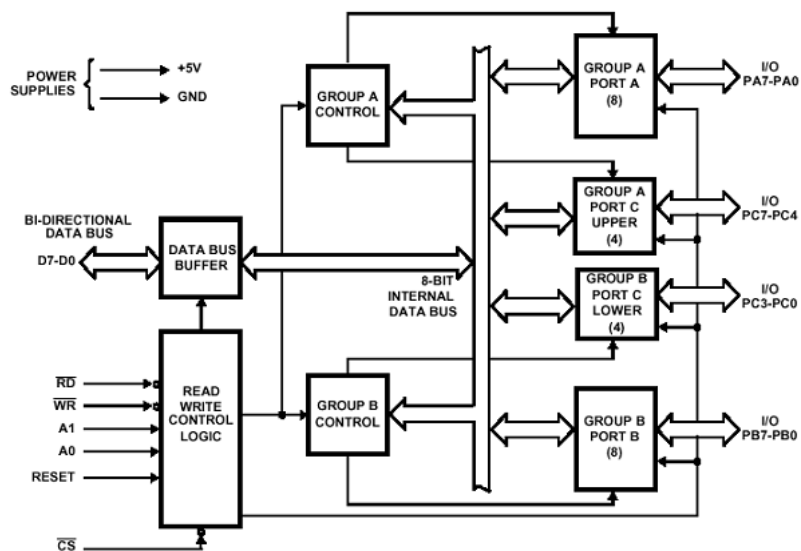 POWER
SUPPLIES
+5V
GND
GROUP A
CONTROL
GROUP A
PORT A
(8)
I/O
PA7-PA0
GROUP A
PORT C
UPPER
(4)
I/O
PC7-PC4
BI-DIRECTIONAL
DATA BUS
D7-D0
DATA BUS
BUFFER
8-BIT
INTERNAL
DATA BUS
GROUP B
PORT C
LOWER
(4)
I/O
PC3-PC0
RD
WR
A1
A0
RESET
CS
READ
WRITE
CONTROL
LOGIC
GROUP B
CONTROL
GROUP B
PORT B
(8)
I/O
PB7-PB0